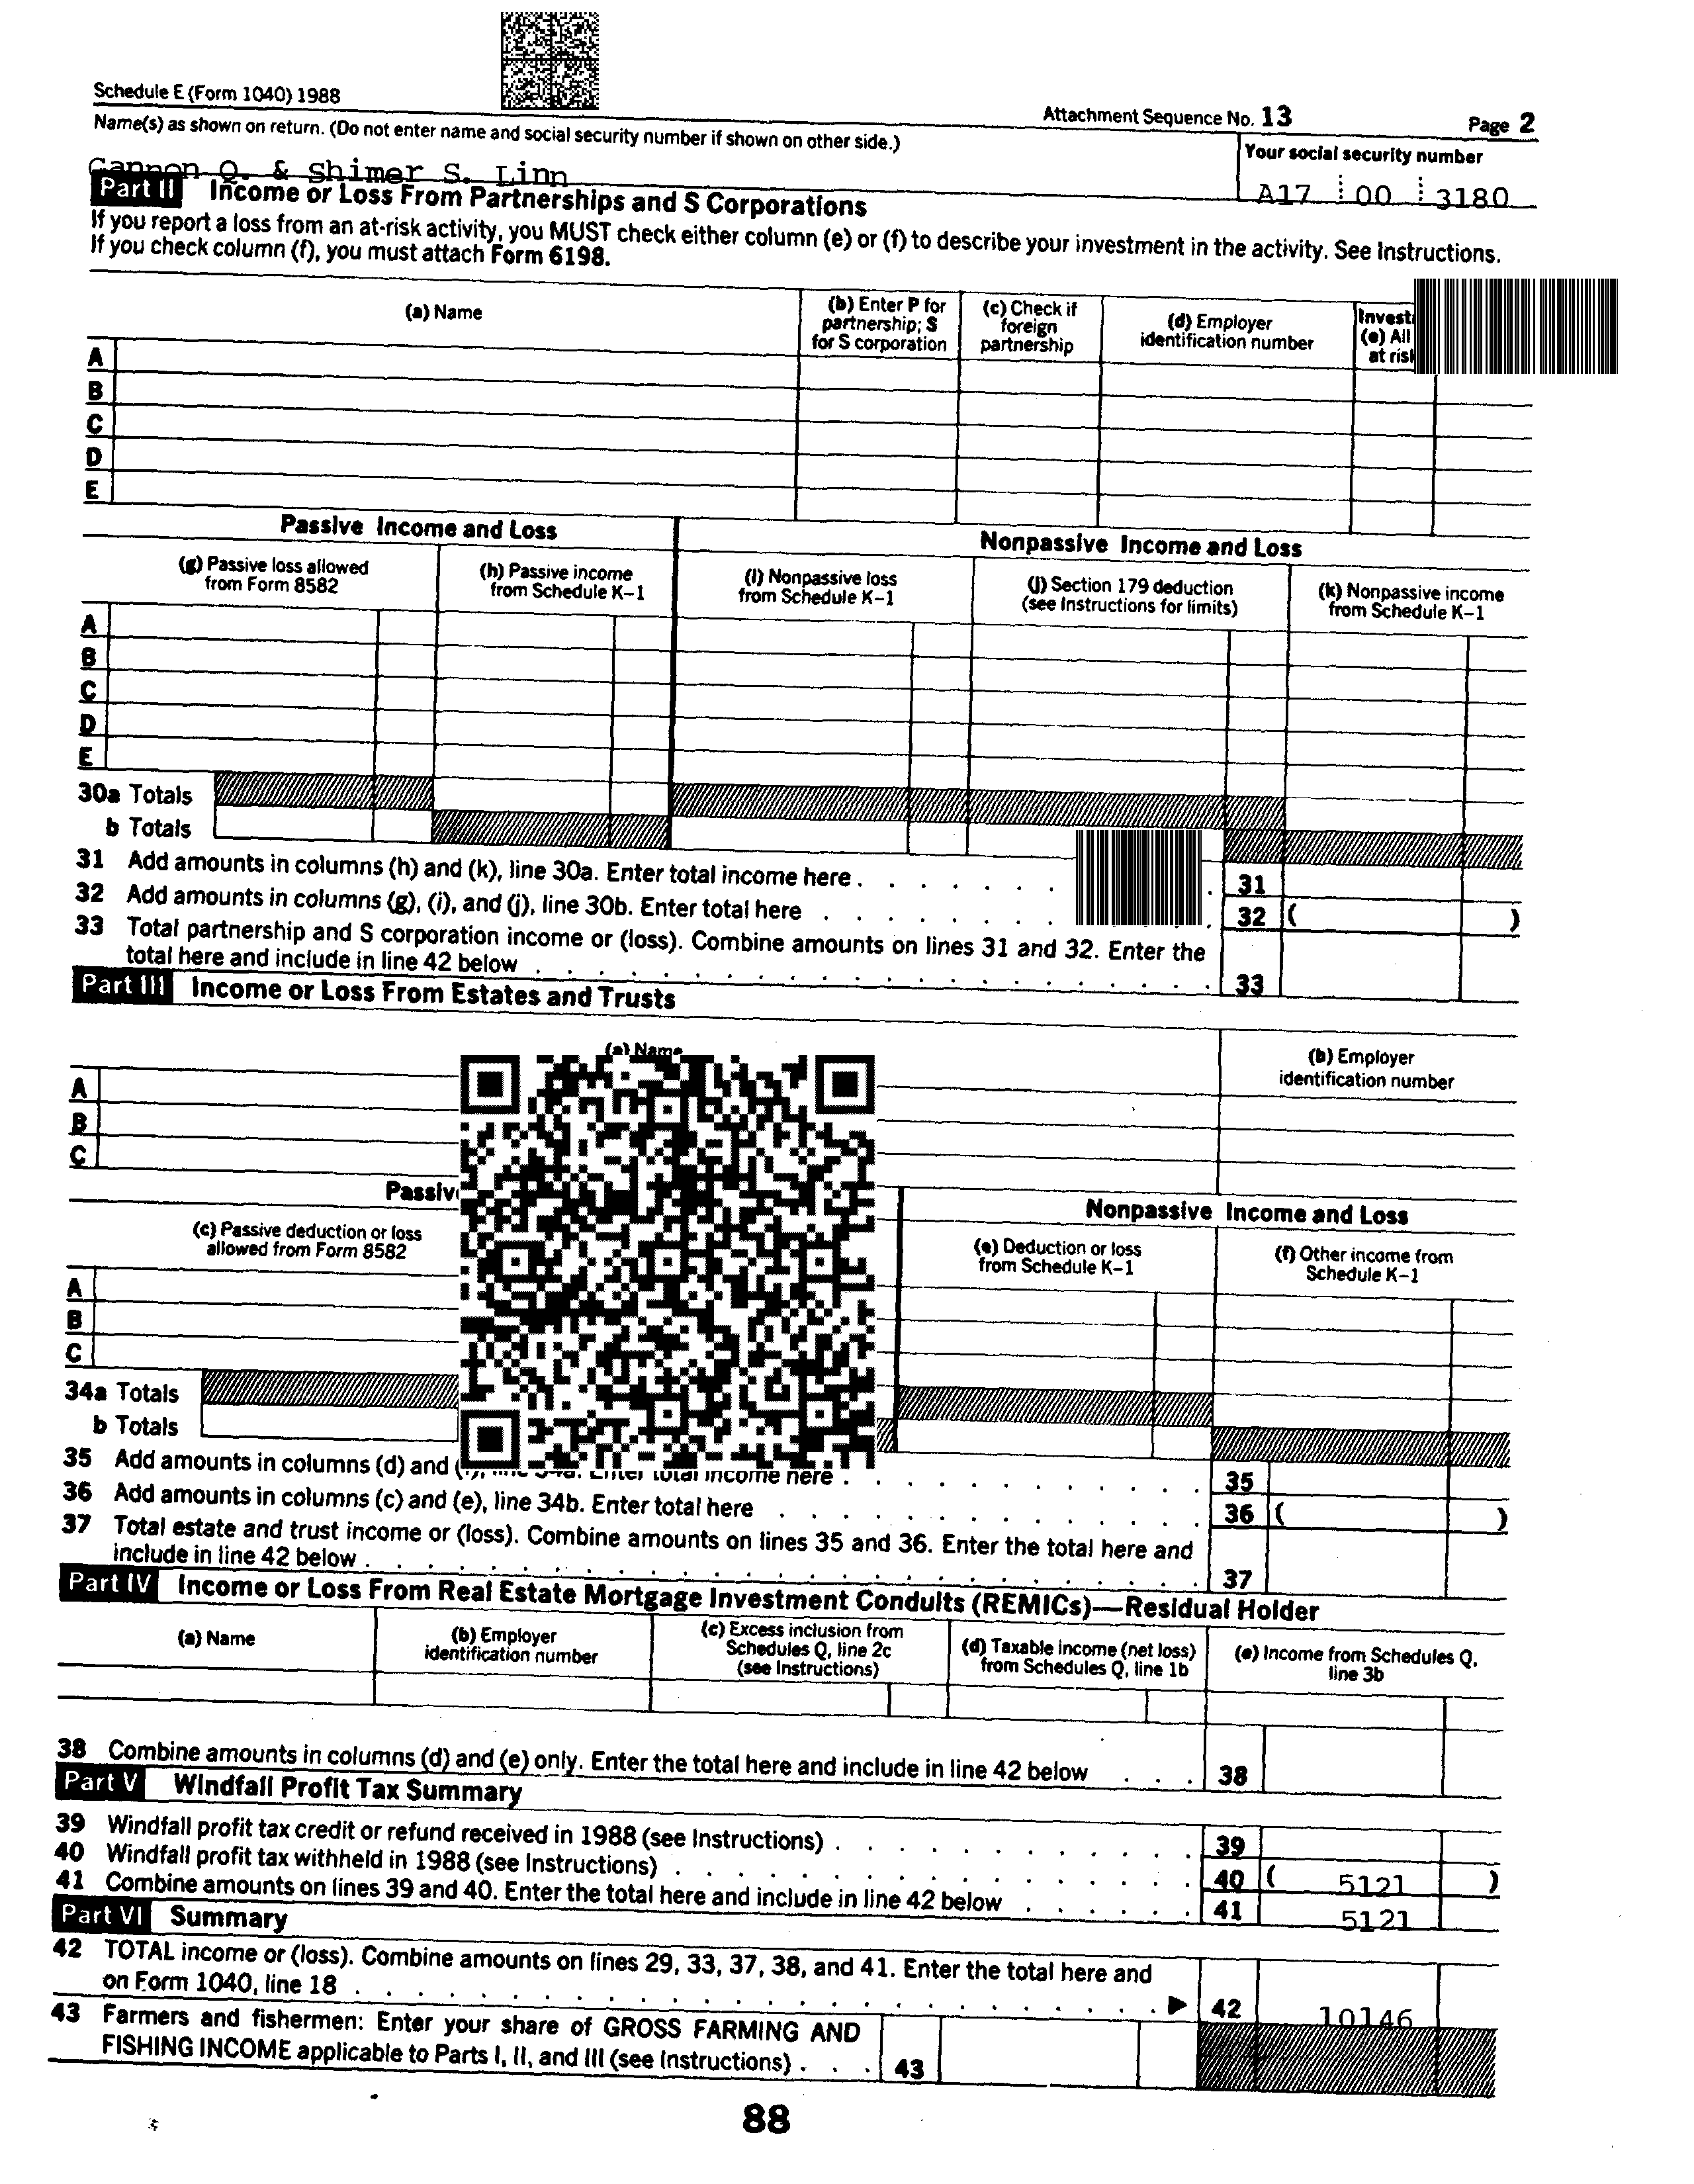 Schedule E (Form 1040) 1988
Attachment Sequence No. 13
Page 2
Name(s) as shown on return. (Do not enter name and social security number if shown on other side.)
Your social security number
Gannon Q. & Shimer S. Linn
A17 00 3180
Part II Income or Loss From Partnerships and S Corporations
If you report a loss from an at-risk activity, you MUST check either column (e) or (f) to describe your investment in the activity. See Instructions.
If you check column (f), you must attach Form 6198.
(a) Name
(b) Enter P for
partnership; S
for S corporation
(c) Check if
foreign
partnership
(d) Employer
identification number
(e) All
at
A
B
C
D
E
Passive Income and Loss
Nonpassive Income and Loss
(g) Passive loss allowed
from Form 8582
(h) Passive income
from Schedule K–1
(i) Nonpassive loss
from Schedule K–1
(j) Section 179 deduction
(see Instructions for limits)
(k) Nonpassive income
from Schedule K–1
A
B
C
D
E
30a Totals
b Totals
31 Add amounts in columns (h) and (k), line 30a. Enter total income here . . . . . . . 31
32 Add amounts in columns (g), (i), and (j), line 30b. Enter total here . . . . . . . . 32 ( )
33 Total partnership and S corporation income or (loss). Combine amounts on lines 31 and 32. Enter the
total here and include in line 42 below . . . . . . . . . . . . . . . . . . . . . . 33
Part III Income or Loss From Estates and Trusts
(a) Name
(b) Employer
identification number
A
B
C
Nonpassive Income and Loss
(c) Passive deduction or loss
allowed from Form 8582
(e) Deduction or loss
from Schedule K–1
(f) Other income from
Schedule K–1
A
B
C
34a Totals
b Totals
35 Add amounts in columns (d) and Enter total income here . . . . . . . . . . . . 35
36 Add amounts in columns (c) and (e), line 34b. Enter total here . . . . . . . . . . . . . . 36 ( )
37 Total estate and trust income or (loss). Combine amounts on lines 35 and 36. Enter the total here and
include in line 42 below . . . . . . . . . . . . . . . . . . . . . . . . . . 37
Part IV Income or Loss From Real Estate Mortgage Investment Conduits (REMICs)—Residual Holder
(a) Name
(b) Employer
identification number
(c) Excess inclusion from
Schedules Q, line 2c
(see Instructions)
(d) Taxable income (net loss)
from Schedules Q, line 1b
(e) Income from Schedules Q,
line 3b
38 Combine amounts in columns (d) and (e) only. Enter the total here and include in line 42 below . . . 38
Part V Windfall Profit Tax Summary
39 Windfall profit tax credit or refund received in 1988 (see Instructions) . . . . . . . . . . . . 39
40 Windfall profit tax withheld in 1988 (see Instructions) . . . . . . . . . . . . . . . . . 40 ( 5121 )
41 Combine amounts on lines 39 and 40. Enter the total here and include in line 42 below . . . . . . 41 5121
Part VI Summary
42 TOTAL income or (loss). Combine amounts on lines 29, 33, 37, 38, and 41. Enter the total here and
on Form 1040, line 18 . . . . . . . . . . . . . . . . . . . . . . . . . . ▶ 42 10146
43 Farmers and fishermen: Enter your share of GROSS FARMING AND
FISHING INCOME applicable to Parts I, II, and III (see Instructions) . . . 43
88